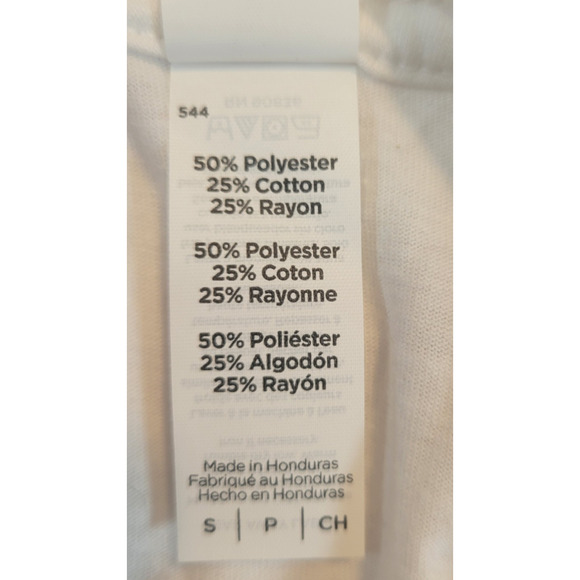 544
50% Polyester
25% Cotton
25% Rayon
50% Polyester
25% Coton
25% Rayonne
50% Poliéster
25% Algodón
25% Rayón
Made in Honduras
Fabriqué au Honduras
Hecho en Honduras
S | P | CH